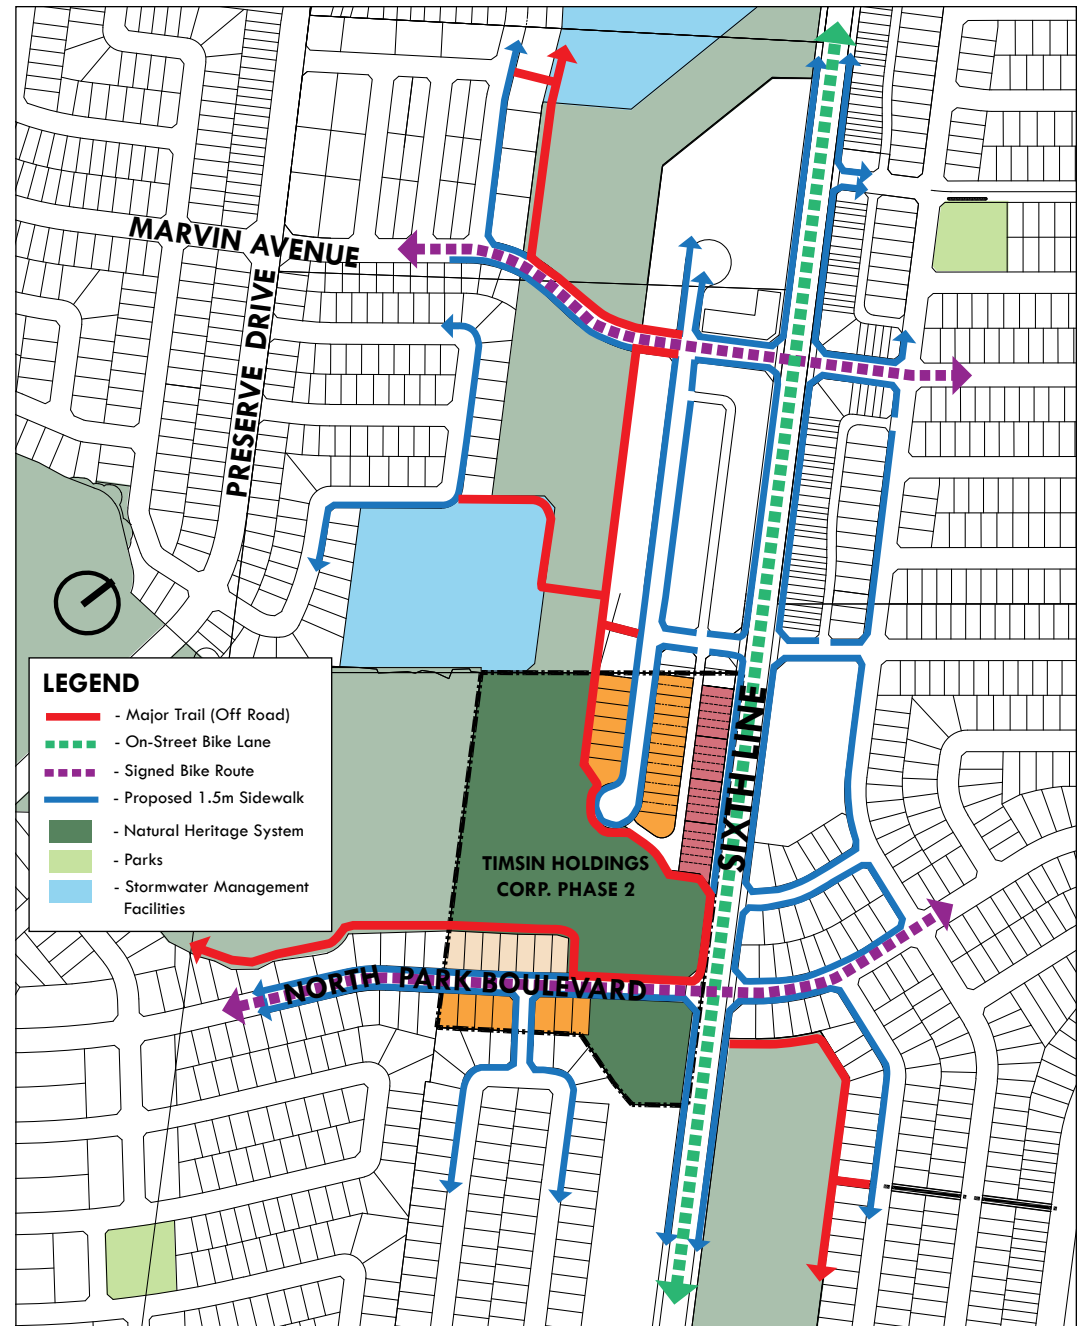 MARVIN AVENUE
PRESERVE DRIVE
LEGEND
- Major Trail (Off Road)
- On-Street Bike Lane
- Signed Bike Route
- Proposed 1.5m Sidewalk
- Natural Heritage System
- Parks
- Stormwater Management
Facilities
SIXTH LINE
TIMSIN HOLDINGS
CORP. PHASE 2
NORTH PARK BOULEVARD